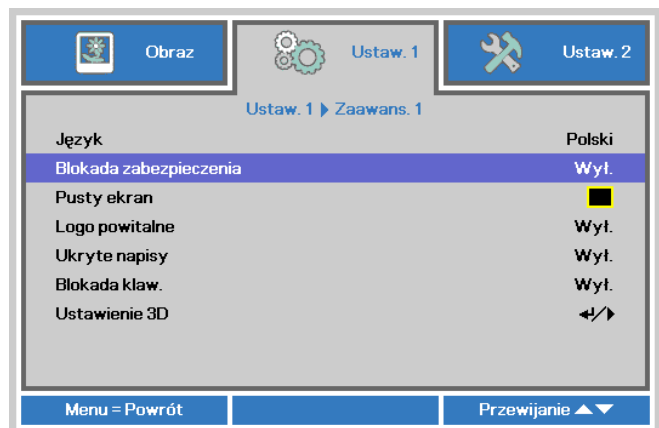 Obraz
Ustaw. 1
Ustaw. 2
Ustaw. 1 Zaawans. 1
Język Polski
Blokada zabezpieczenia Wył.
Pusty ekran
Logo powitalne Wył.
Ukryte napisy Wył.
Blokada klaw. Wył.
Ustawienie 3D
Menu = Powrót
Przewijanie